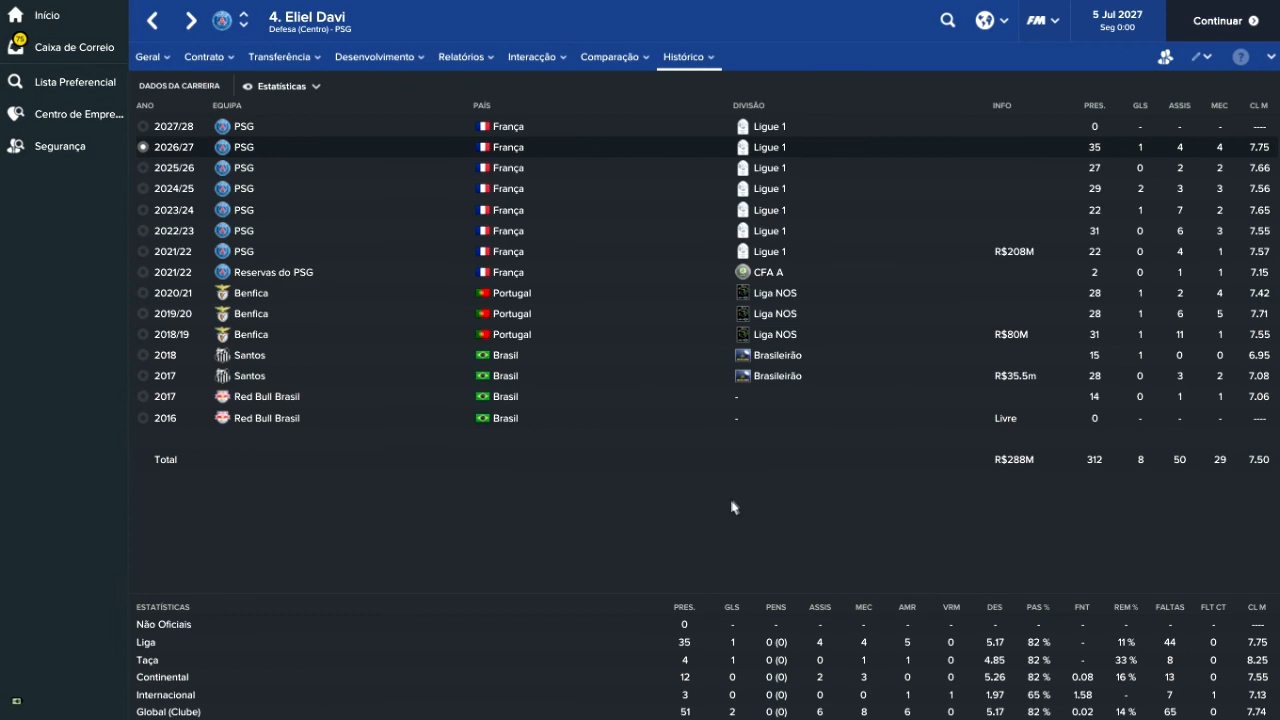 Início
75
Caixa de Correio
Lista Preferencial
Centro de Empre...
Segurança
4. Eliel Davi
Defesa (Centro) - PSG
FM
5 Jul 2027
Seg 0:00
Continuar
Geral Contrato Transferência Desenvolvimento Relatórios Interacção Comparação Histórico ?
DADOS DA CARREIRA Estatísticas
ANO EQUIPA PAÍS DIVISÃO INFO PRES. GLS ASSIS MEC CL M
2027/28 PSG França Ligue 1 0 - - - ----
2026/27 PSG França Ligue 1 35 1 4 4 7.75
2025/26 PSG França Ligue 1 27 0 2 2 7.66
2024/25 PSG França Ligue 1 29 2 3 3 7.56
2023/24 PSG França Ligue 1 22 1 7 2 7.65
2022/23 PSG França Ligue 1 31 0 6 3 7.55
2021/22 PSG França Ligue 1 R$208M 22 0 4 1 7.57
2021/22 Reservas do PSG França CFA A 2 0 1 1 7.15
2020/21 Benfica Portugal Liga NOS 28 1 2 4 7.42
2019/20 Benfica Portugal Liga NOS 28 1 6 5 7.71
2018/19 Benfica Portugal Liga NOS R$80M 31 1 11 1 7.55
2018 Santos Brasil Brasileirão 15 1 0 0 6.95
2017 Santos Brasil Brasileirão R$35.5m 28 0 3 2 7.08
2017 Red Bull Brasil Brasil - 14 0 1 1 7.06
2016 Red Bull Brasil Brasil - Livre 0 - - - ----
Total R$288M 312 8 50 29 7.50
ESTATÍSTICAS PRES. GLS PENS ASSIS MEC AMR VRM DES PAS % FNT REM % FALTAS FLT CT CL M
Não Oficiais 0 - - - - - - - - - - - - ----
Liga 35 1 0 (0) 4 4 5 0 5.17 82 % - 11 % 44 0 7.75
Taça 4 1 0 (0) 0 1 1 0 4.85 82 % - 33 % 8 0 8.25
Continental 12 0 0 (0) 2 3 0 0 5.26 82 % 0.08 16 % 13 0 7.55
Internacional 3 0 0 (0) 0 0 1 1 1.97 65 % 1.58 - 7 1 7.13
Global (Clube) 51 2 0 (0) 6 8 6 0 5.17 82 % 0.02 14 % 65 0 7.74